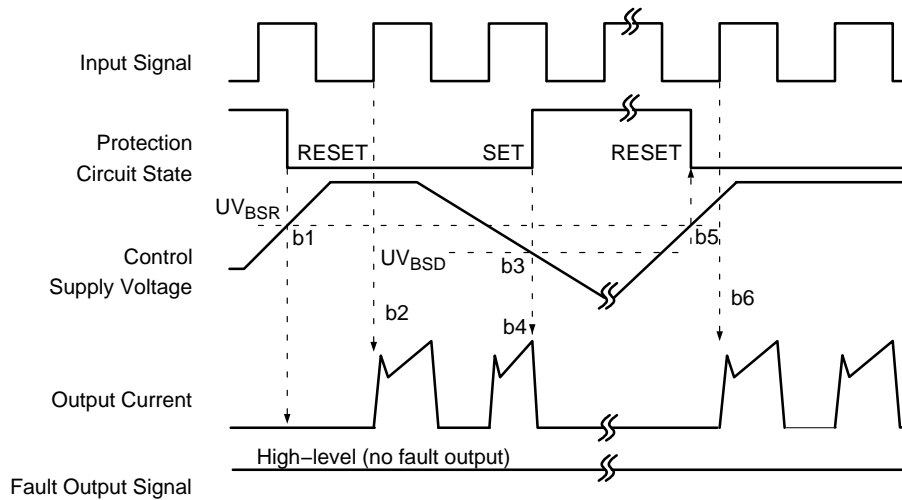 Input Signal
Protection
Circuit State
RESET
SET
RESET
UVBSR
b1
UVBSD
b3
b5
Control
Supply Voltage
b2
b4
b6
Output Current
High−level (no fault output)
Fault Output Signal